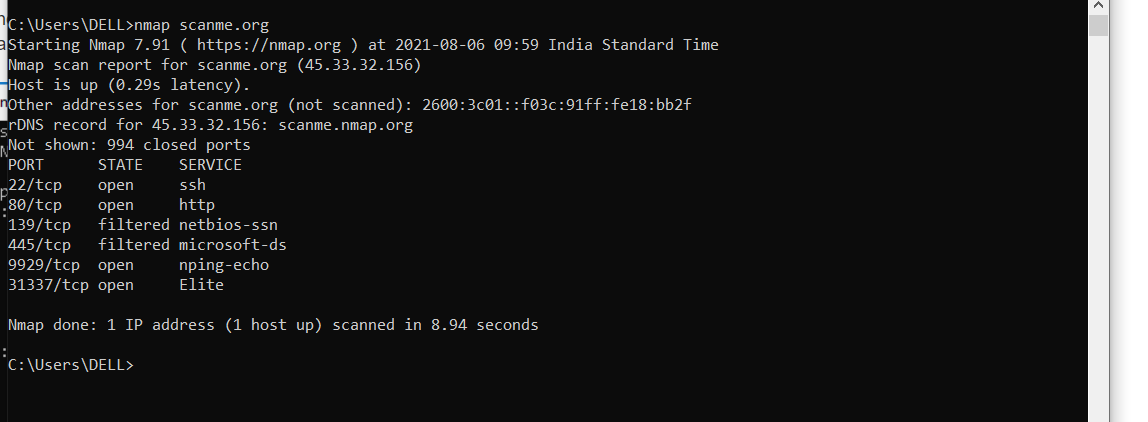 C:\Users\DELL>nmap scanme.org
Starting Nmap 7.91 ( https://nmap.org ) at 2021-08-06 09:59 India Standard Time
Nmap scan report for scanme.org (45.33.32.156)
Host is up (0.29s latency).
Other addresses for scanme.org (not scanned): 2600:3c01::f03c:91ff:fe18:bb2f
rDNS record for 45.33.32.156: scanme.nmap.org
Not shown: 994 closed ports
PORT      STATE    SERVICE
22/tcp    open     ssh
80/tcp    open     http
139/tcp   filtered netbios-ssn
445/tcp   filtered microsoft-ds
9929/tcp  open     nping-echo
31337/tcp open     Elite

Nmap done: 1 IP address (1 host up) scanned in 8.94 seconds

C:\Users\DELL>